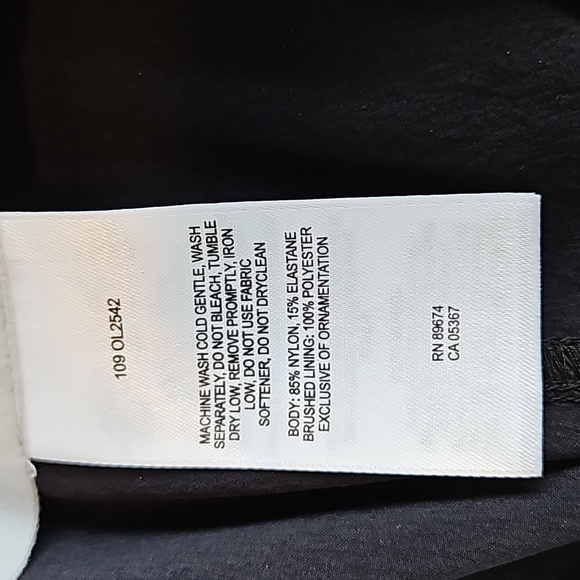 109 OL2542
MACHINE WASH COLD GENTLE, WASH
SEPARATELY, DO NOT BLEACH, TUMBLE
DRY LOW, REMOVE PROMPTLY, IRON
LOW, DO NOT USE FABRIC
SOFTENER, DO NOT DRYCLEAN
BODY: 85% NYLON, 15% ELASTANE
BRUSHED LINING: 100% POLYESTER
EXCLUSIVE OF ORNAMENTATION
RN 89674
CA 05367